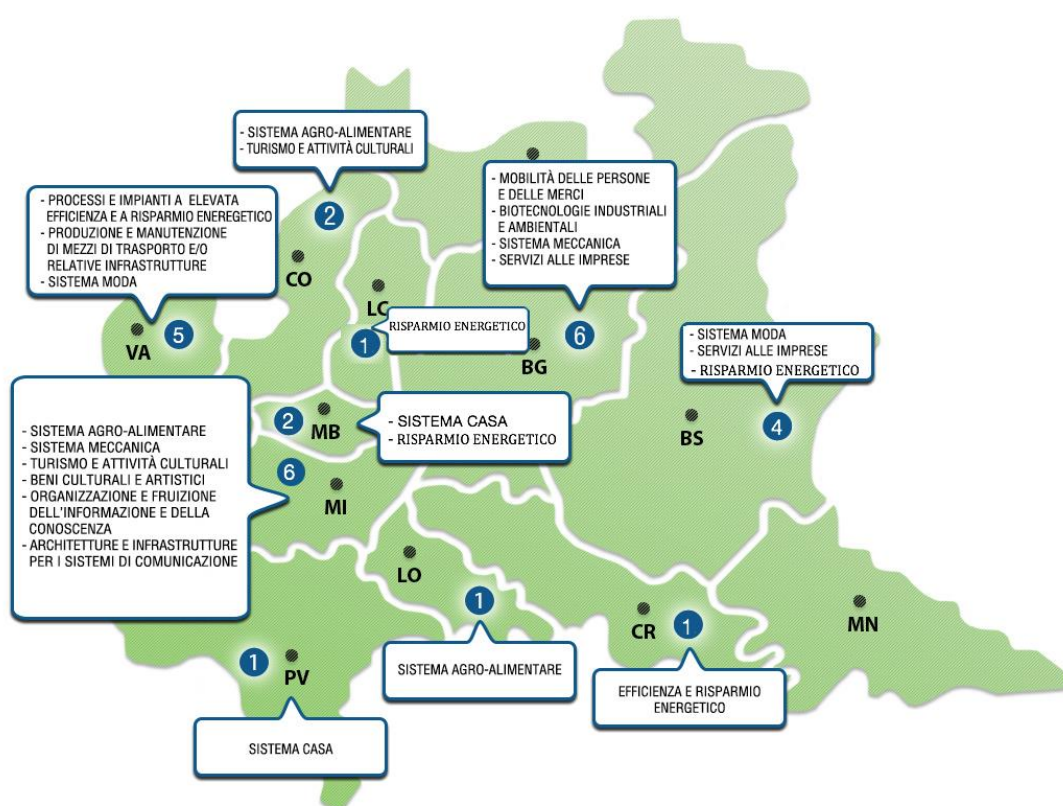 - SISTEMA AGRO-ALIMENTARE
- TURISMO E ATTIVITÀ CULTURALI
2
CO
- PROCESSI E IMPIANTI A ELEVATA
EFFICIENZA E A RISPARMIO ENEREGETICO
- PRODUZIONE E MANUTENZIONE
DI MEZZI DI TRASPORTO E/O
RELATIVE INFRASTRUTTURE
- SISTEMA MODA
5
VA
- MOBILITÀ DELLE PERSONE
E DELLE MERCI
- BIOTECNOLOGIE INDUSTRIALI
E AMBIENTALI
- SISTEMA MECCANICA
- SERVIZI ALLE IMPRESE
6
BG
LC
RISPARMIO ENERGETICO
1
- SISTEMA MODA
- SERVIZI ALLE IMPRESE
- RISPARMIO ENERGETICO
4
BS
2
MB
- SISTEMA CASA
- RISPARMIO ENERGETICO
- SISTEMA AGRO-ALIMENTARE
- SISTEMA MECCANICA
- TURISMO E ATTIVITÀ CULTURALI
- BENI CULTURALI E ARTISTICI
- ORGANIZZAZIONE E FRUIZIONE
DELL'INFORMAZIONE E DELLA
CONOSCENZA
- ARCHITETTURE E INFRASTRUTTURE
PER I SISTEMI DI COMUNICAZIONE
6
MI
LO
1
SISTEMA AGRO-ALIMENTARE
CR
1
EFFICIENZA E RISPARMIO
ENERGETICO
MN
1
PV
SISTEMA CASA